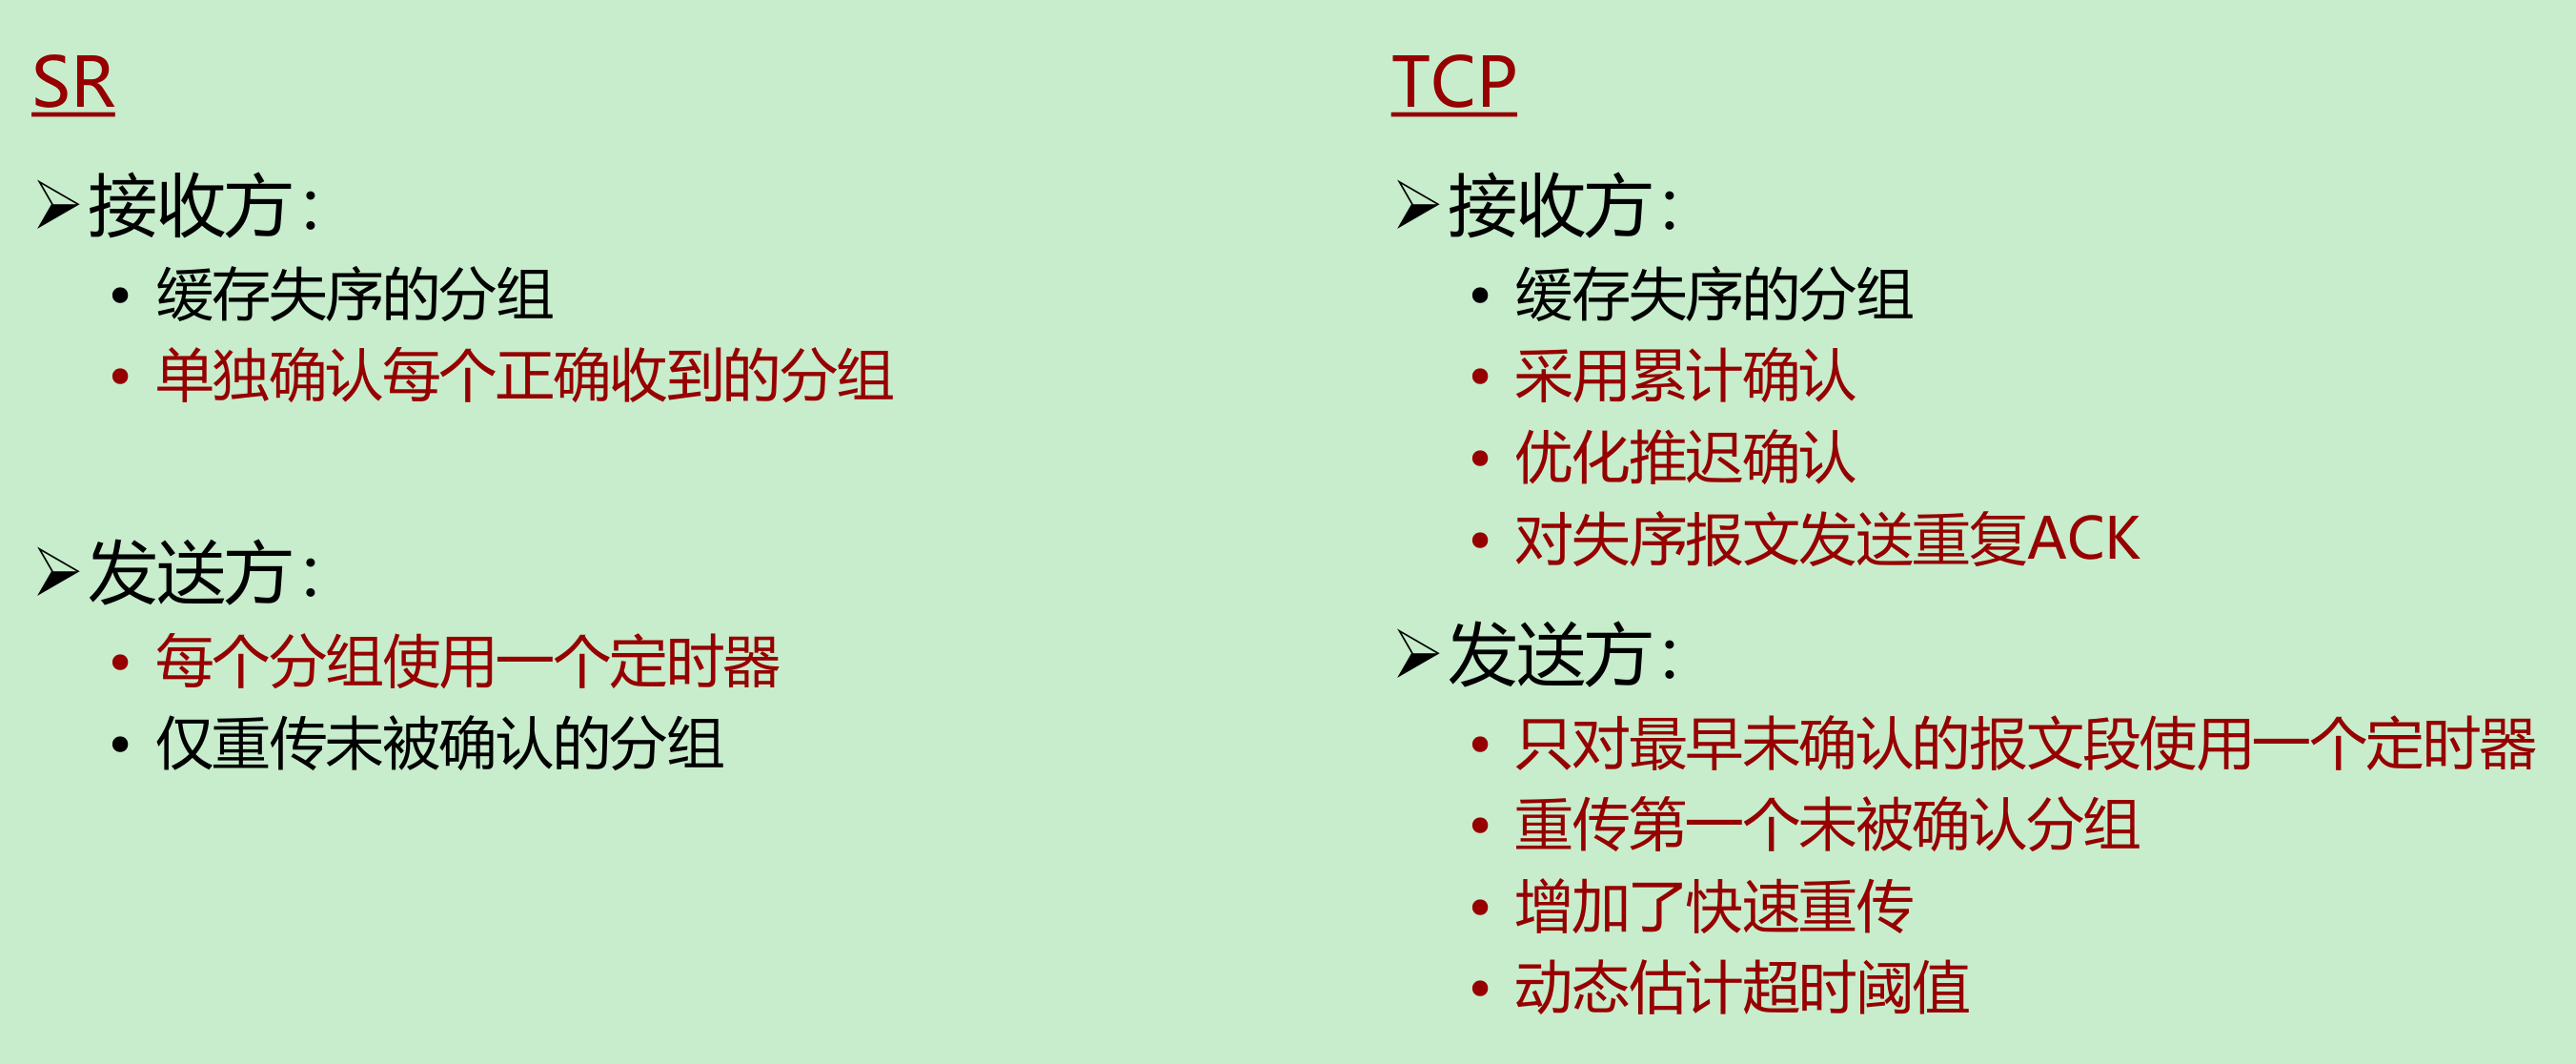 SR
接收方：
缓存失序的分组
单独确认每个正确收到的分组
发送方：
每个分组使用一个定时器
仅重传未被确认的分组
TCP
接收方：
缓存失序的分组
采用累计确认
优化推迟确认
对失序报文发送重复ACK
发送方：
只对最早未确认的报文段使用一个定时器
重传第一个未被确认分组
增加了快速重传
动态估计超时阈值